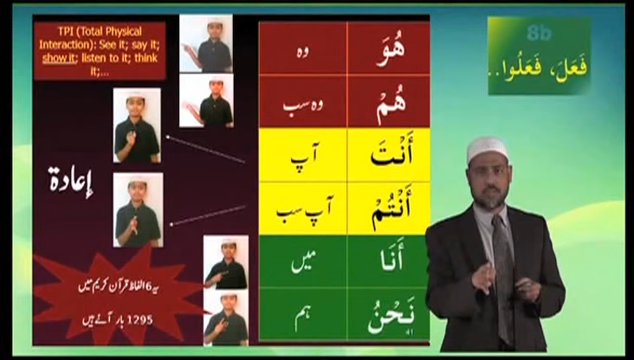 TPI (Total Physical
Interaction): See it; say it;
show it; listen to it; think
it;...
8b
فَعَلَ، فَعَلُوا..
هُوَ وہ
هُمْ وہ سب
أَنْتَ آپ
أَنْتُمْ آپ سب
أَنَا میں
نَحْنُ ہم
إعادة
یہ 6 الفاظ قرآن کریم میں
1295 بار آئے ہیں